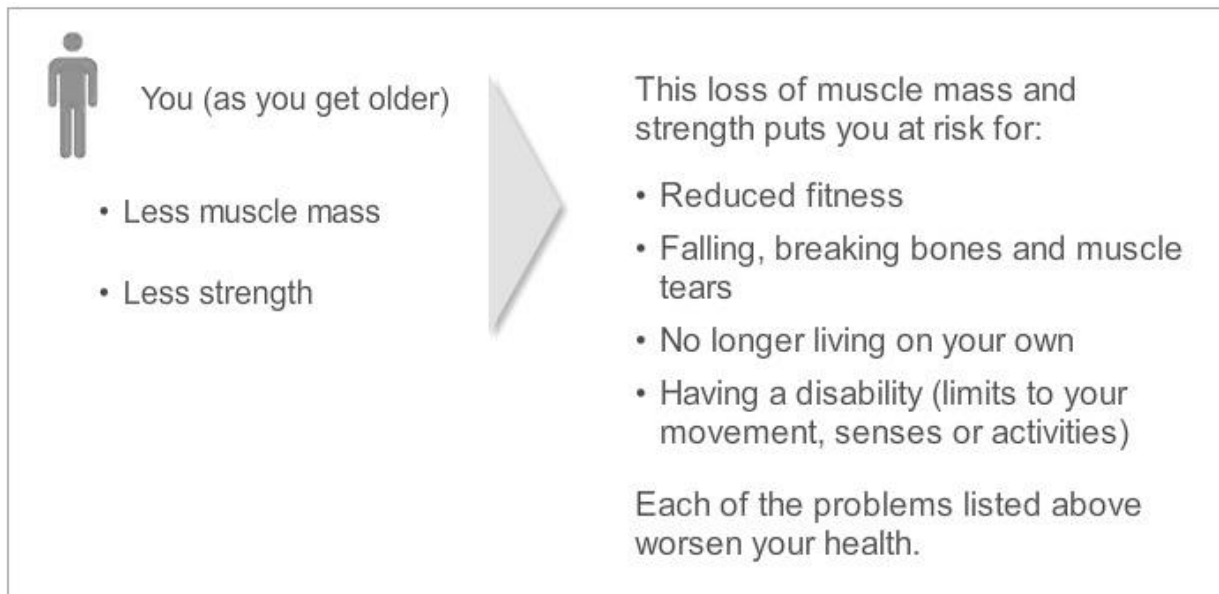 You (as you get older)
• Less muscle mass
• Less strength
This loss of muscle mass and
strength puts you at risk for:
• Reduced fitness
• Falling, breaking bones and muscle
tears
• No longer living on your own
• Having a disability (limits to your
movement, senses or activities)
Each of the problems listed above
worsen your health.